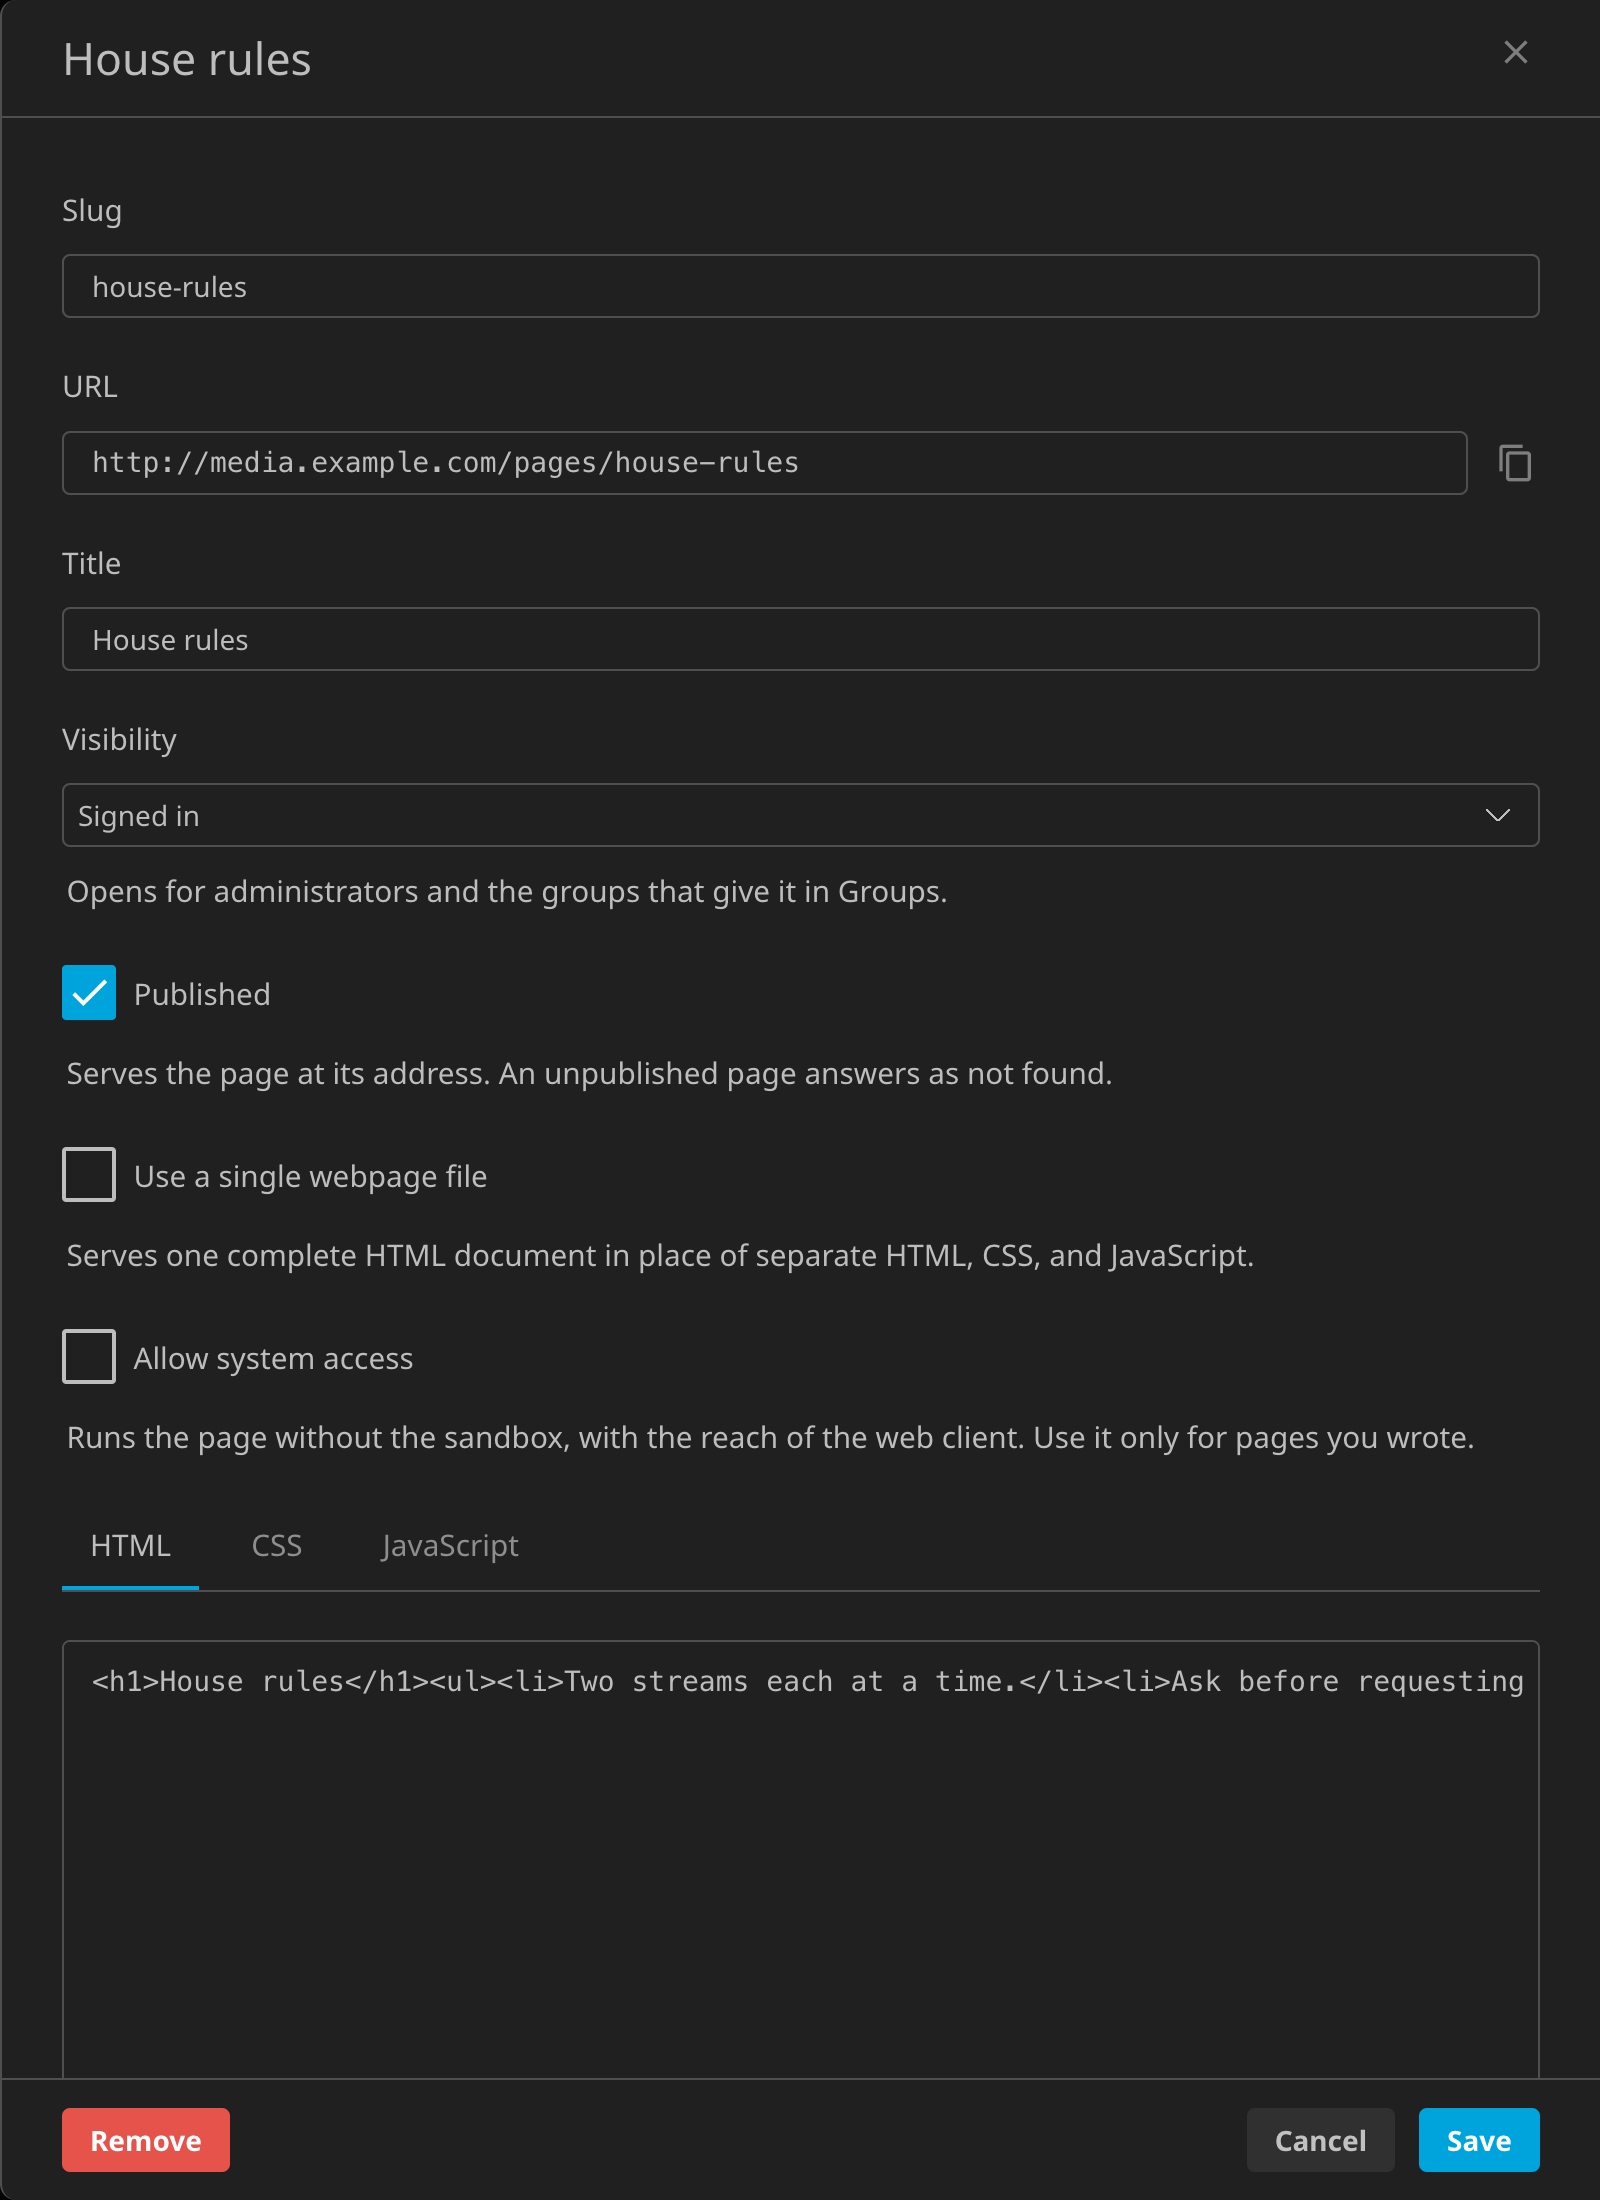 House rules
Slug
house-rules
URL
http://media.example.com/pages/house-rules
Title
House rules
Visibility
Signed in
Opens for administrators and the groups that give it in Groups.
Published
Serves the page at its address. An unpublished page answers as not found.
Use a single webpage file
Serves one complete HTML document in place of separate HTML, CSS, and JavaScript.
Allow system access
Runs the page without the sandbox, with the reach of the web client. Use it only for pages you wrote.
HTML CSS JavaScript
<h1>House rules</h1><ul><li>Two streams each at a time.</li><li>Ask before requesting
Remove Cancel Save